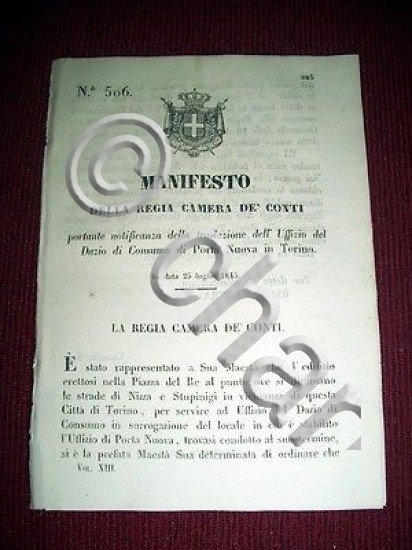 N.° 506.
MANIFESTO
DELLA REGIA CAMERA DE' CONTI
portante notificanza della traslazione dell' Uffizio del
Dazio di Consumo di Porta Nuova in Torino.
In data 25 luglio 1845.
LA REGIA CAMERA DE' CONTI.
È stato rappresentato a Sua Maestà che l'edifizio
erettosi nella Piazza del Re al punto ove si diramano
le strade di Nizza e Stupinigi in vicinanza di questa
Città di Torino, per servire ad Uffizio del Dazio di
Consumo in surrogazione del locale in cui è stabilito
l'Uffizio di Porta Nuova, trovasi condotto al suo termine,
si è la prefata Maestà Sua determinata di ordinare che
Vol. XIII.
© char